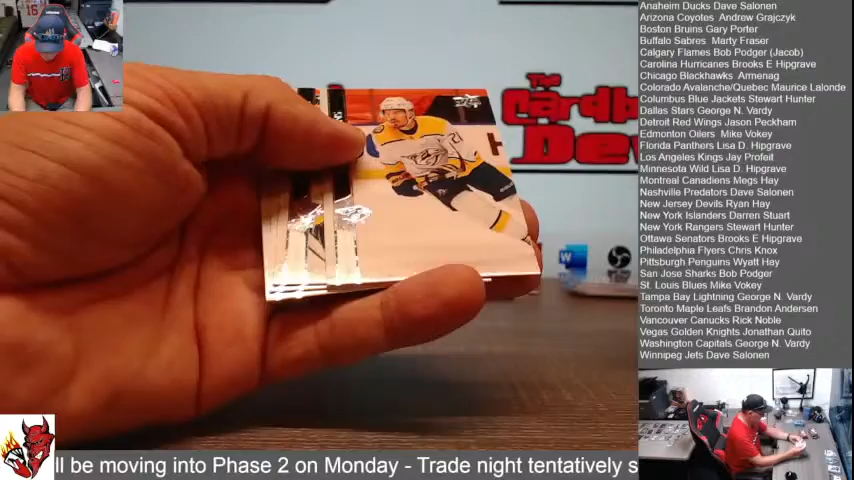 The
Cardb
De
Anaheim Ducks Dave Salonen
Arizona Coyotes Andrew Grajczyk
Boston Bruins Gary Porter
Buffalo Sabres Marty Fraser
Calgary Flames Bob Podger (Jacob)
Carolina Hurricanes Brooks E Hipgrave
Chicago Blackhawks Armenag
Colorado Avalanche/Quebec Maurice Lalonde
Columbus Blue Jackets Stewart Hunter
Dallas Stars George N. Vardy
Detroit Red Wings Jason Peckham
Edmonton Oilers Mike Vokey
Florida Panthers Lisa D. Hipgrave
Los Angeles Kings Jay Profeit
Minnesota Wild Lisa D. Hipgrave
Montreal Canadiens Megs Hay
Nashville Predators Dave Salonen
New Jersey Devils Ryan Hay
New York Islanders Darren Stuart
New York Rangers Stewart Hunter
Ottawa Senators Brooks E Hipgrave
Philadelphia Flyers Chris Knox
Pittsburgh Penguins Wyatt Hay
San Jose Sharks Bob Podger
St. Louis Blues Mike Vokey
Tampa Bay Lightning George N. Vardy
Toronto Maple Leafs Brandon Andersen
Vancouver Canucks Rick Noble
Vegas Golden Knights Jonathan Quito
Washington Capitals George N. Vardy
Winnipeg Jets Dave Salonen
ll be moving into Phase 2 on Monday - Trade night tentatively s